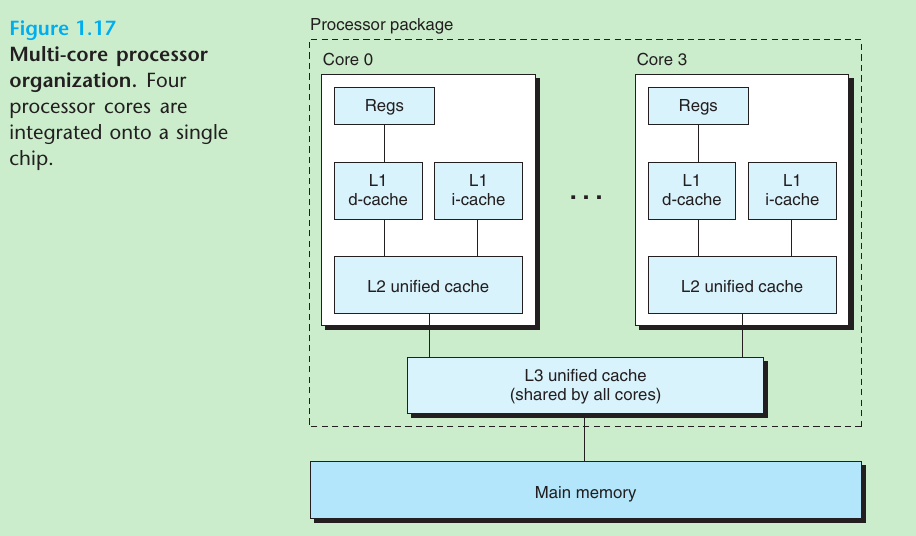 Figure 1.17
Multi-core processor
organization. Four
processor cores are
integrated onto a single
chip.
Processor package
Core 0
Core 3
Regs
Regs
L1
d-cache
L1
i-cache
. . .
L1
d-cache
L1
i-cache
L2 unified cache
L2 unified cache
L3 unified cache
(shared by all cores)
Main memory